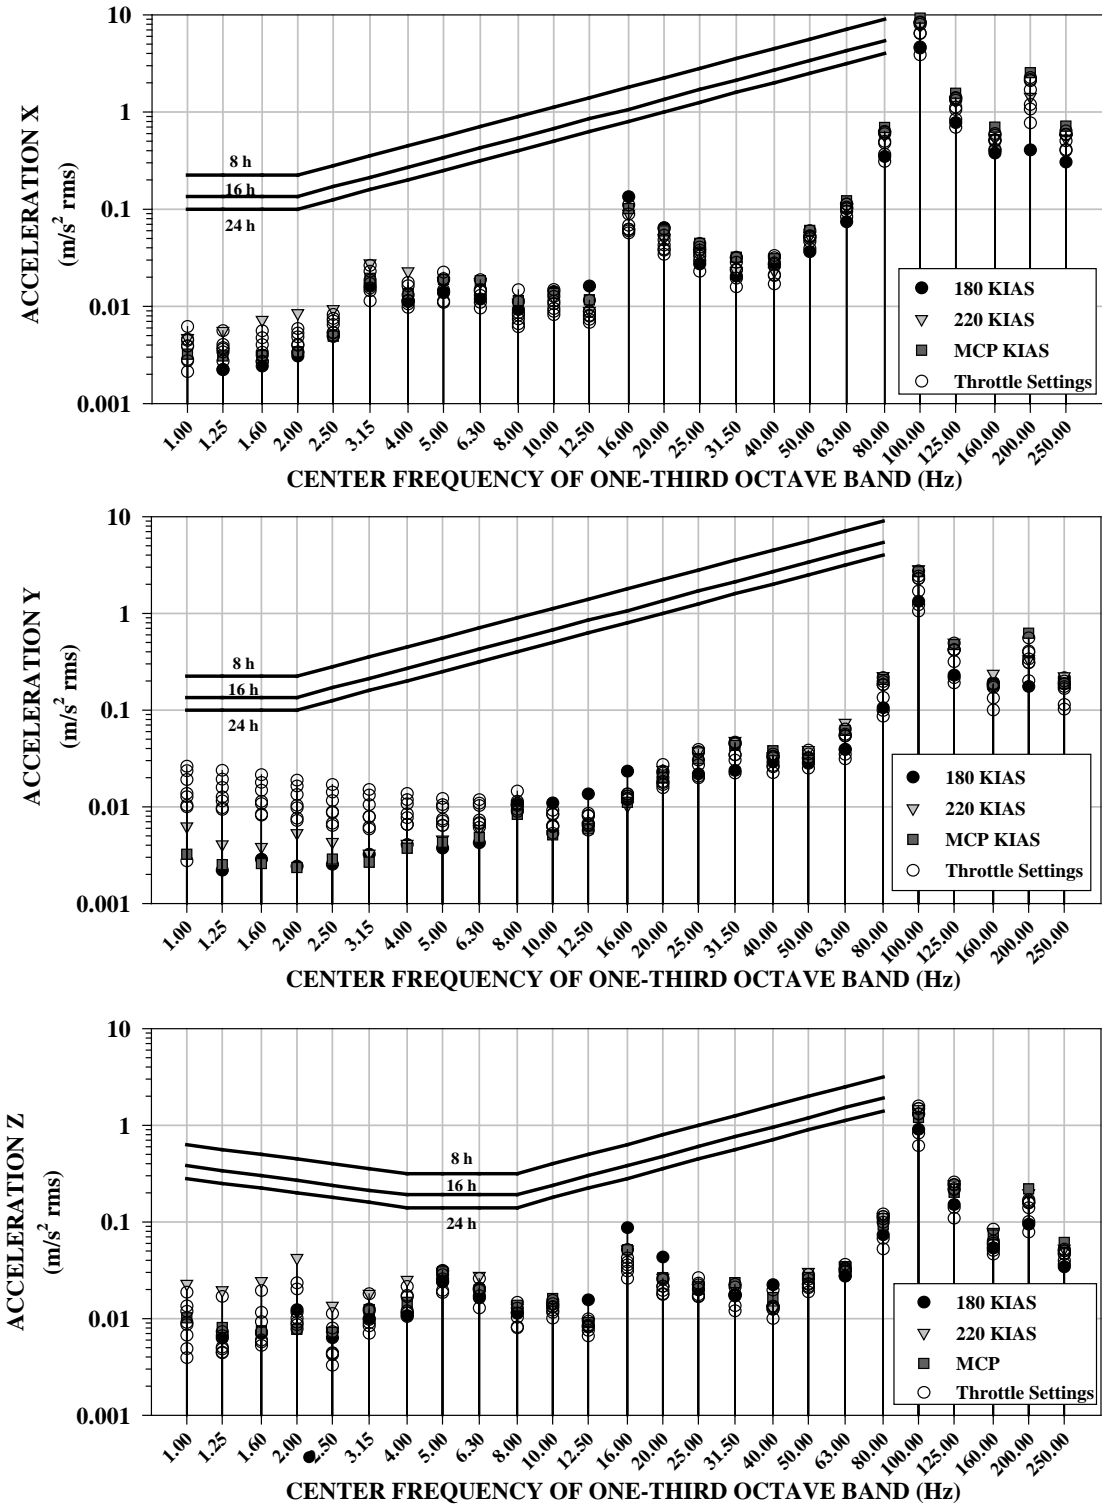 ACCELERATION X
(m/s² rms)
10
1
0.1
0.01
0.001
8 h
16 h
24 h
180 KIAS
220 KIAS
MCP KIAS
Throttle Settings
1.00 1.25 1.60 2.00 2.50 3.15 4.00 5.00 6.30 8.00 10.00 12.50 16.00 20.00 25.00 31.50 40.00 50.00 63.00 80.00 100.00 125.00 160.00 200.00 250.00
CENTER FREQUENCY OF ONE-THIRD OCTAVE BAND (Hz)
ACCELERATION Y
(m/s² rms)
10
1
0.1
0.01
0.001
8 h
16 h
24 h
180 KIAS
220 KIAS
MCP KIAS
Throttle Settings
1.00 1.25 1.60 2.00 2.50 3.15 4.00 5.00 6.30 8.00 10.00 12.50 16.00 20.00 25.00 31.50 40.00 50.00 63.00 80.00 100.00 125.00 160.00 200.00 250.00
CENTER FREQUENCY OF ONE-THIRD OCTAVE BAND (Hz)
ACCELERATION Z
(m/s² rms)
10
1
0.1
0.01
0.001
8 h
16 h
24 h
180 KIAS
220 KIAS
MCP
Throttle Settings
1.00 1.25 1.60 2.00 2.50 3.15 4.00 5.00 6.30 8.00 10.00 12.50 16.00 20.00 25.00 31.50 40.00 50.00 63.00 80.00 100.00 125.00 160.00 200.00 250.00
CENTER FREQUENCY OF ONE-THIRD OCTAVE BAND (Hz)